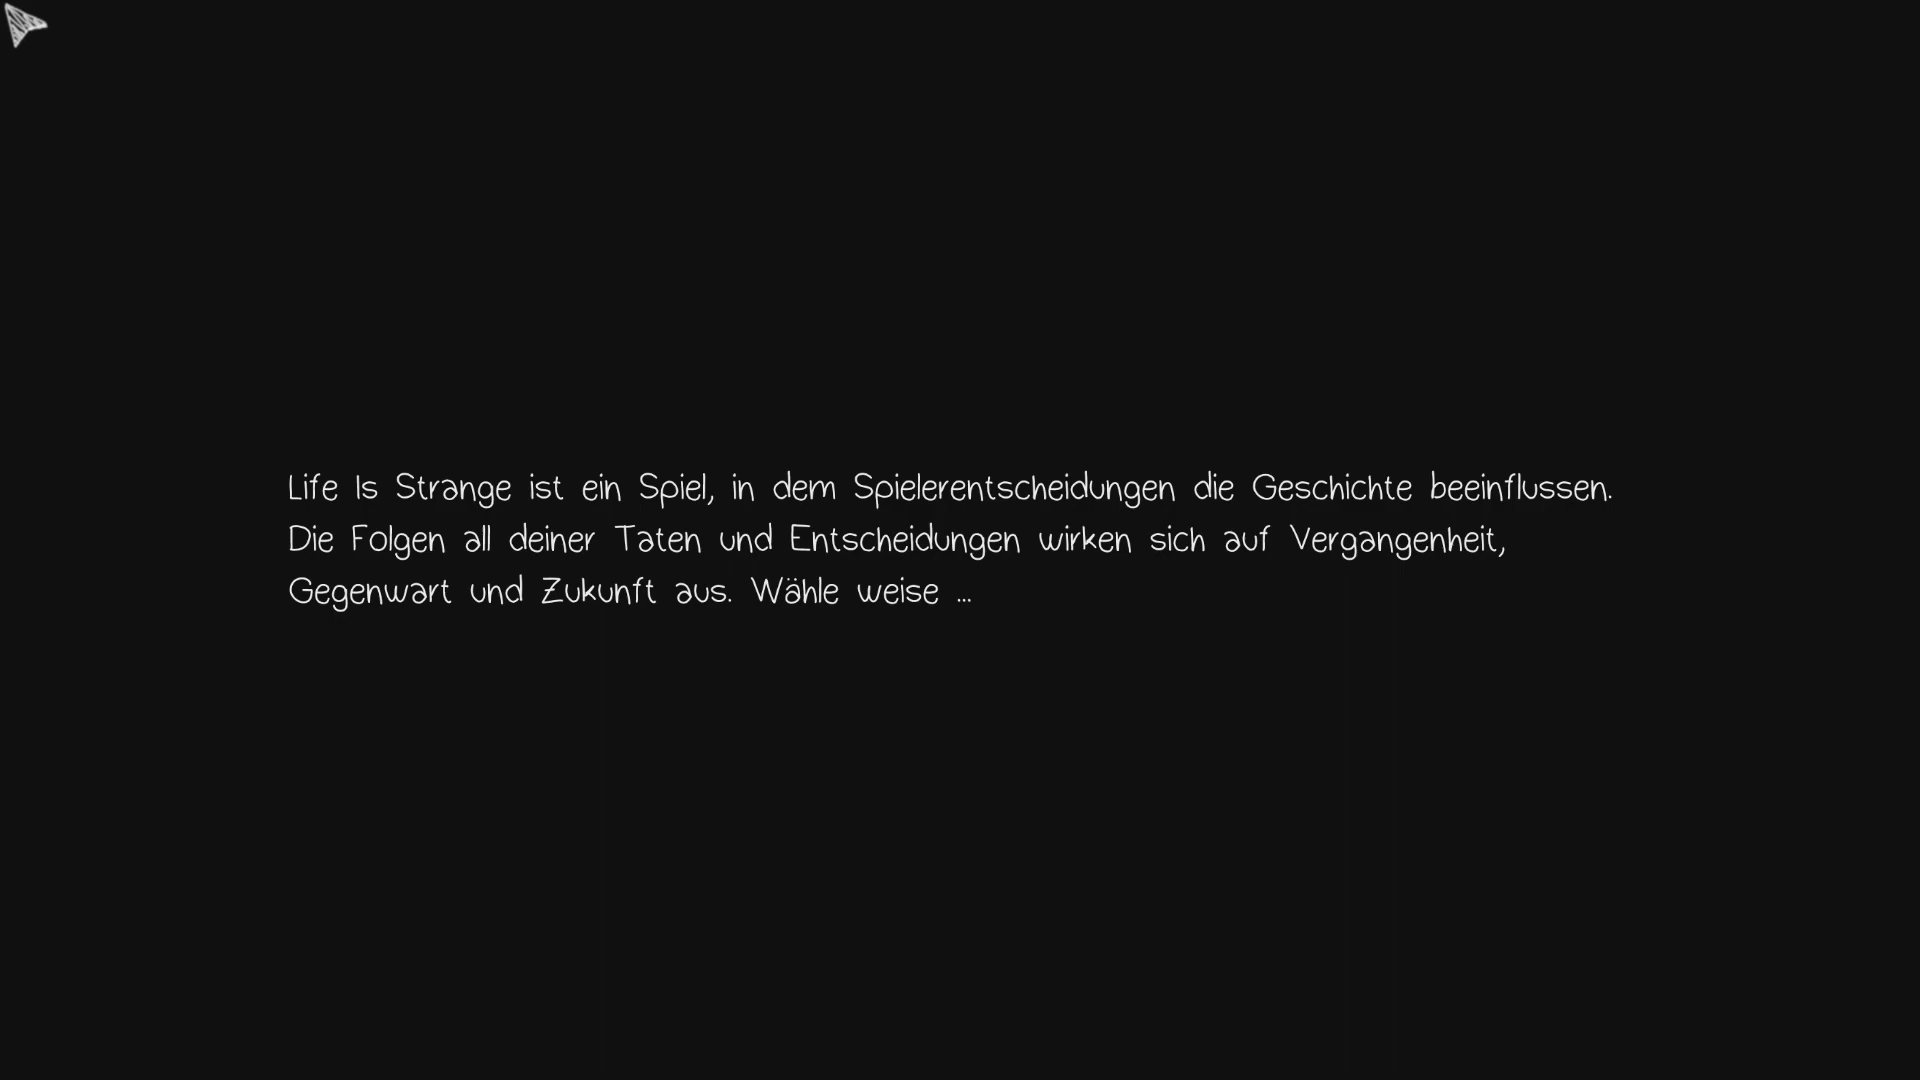 Life Is Strange ist ein Spiel, in dem Spielerentscheidungen die Geschichte beeinflussen.
Die Folgen all deiner Taten und Entscheidungen wirken sich auf Vergangenheit,
Gegenwart und Zukunft aus. Wähle weise ...